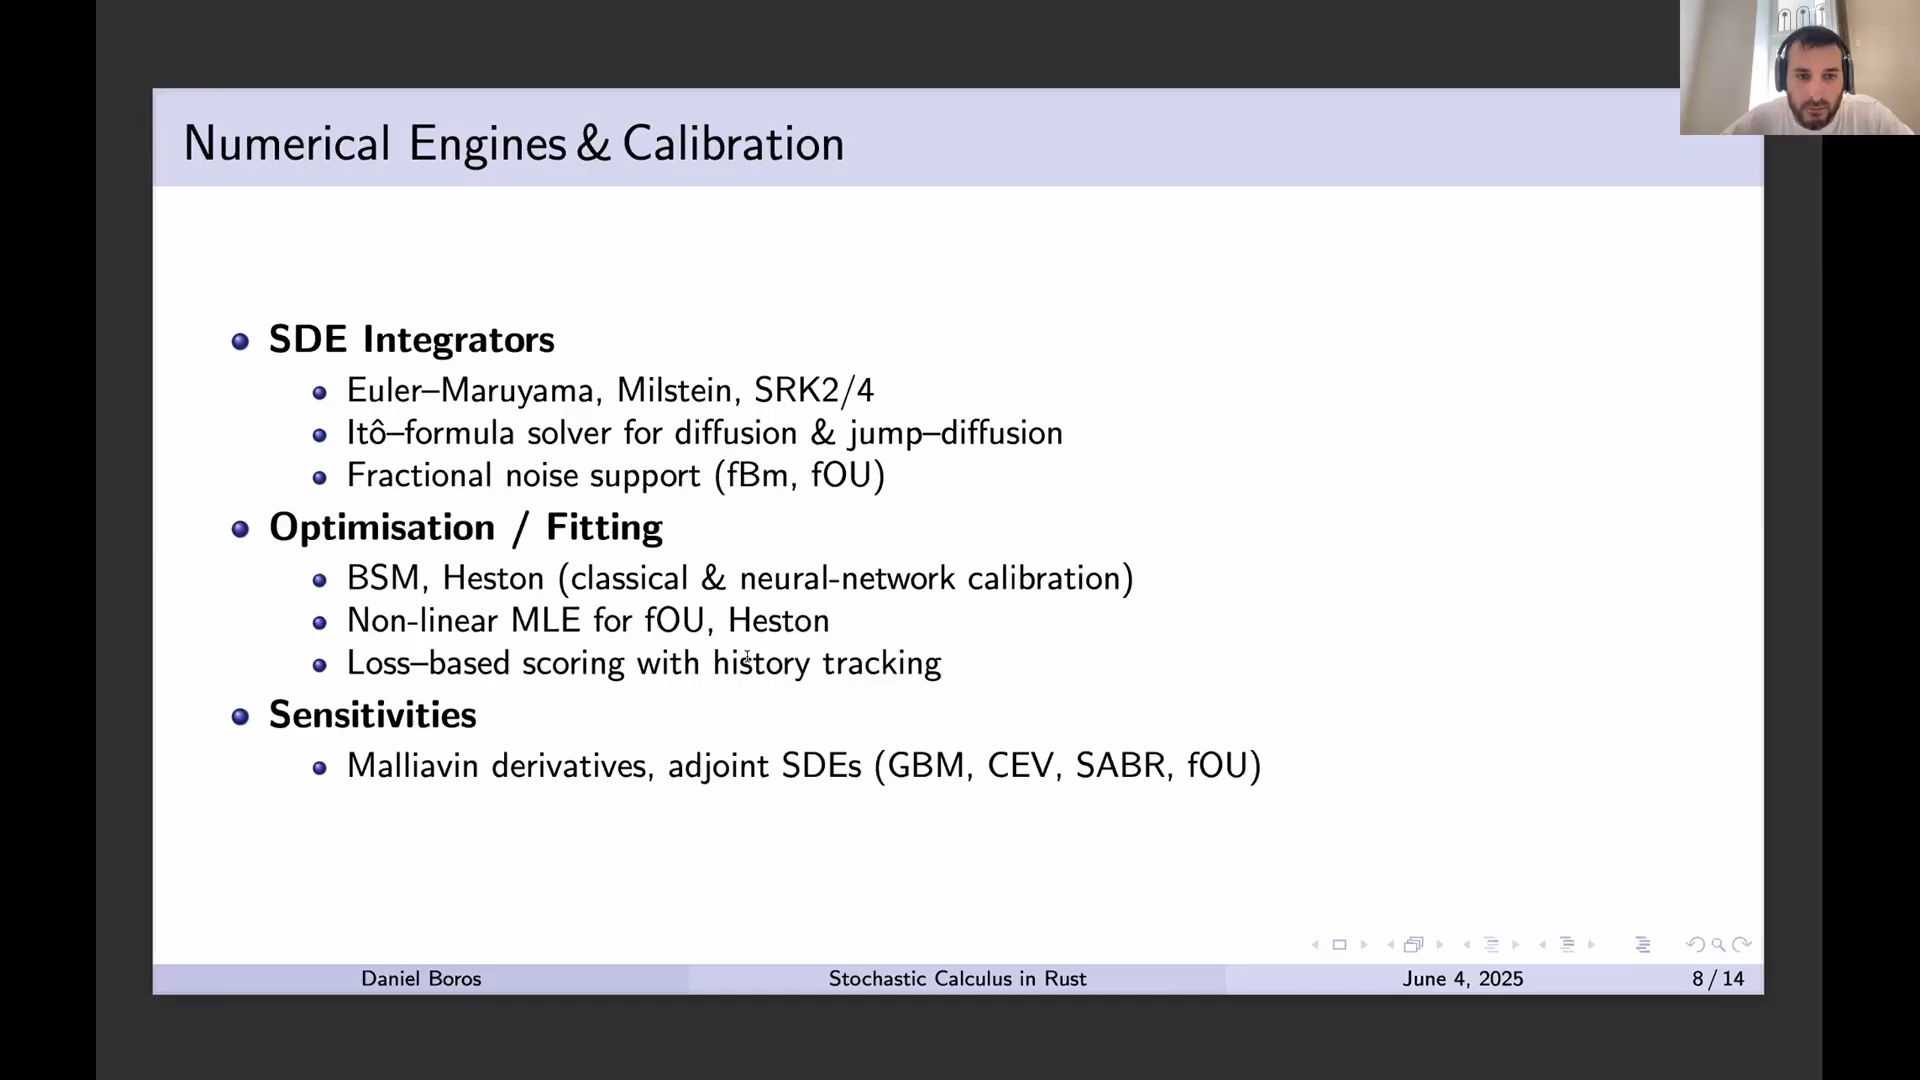 Numerical Engines & Calibration
SDE Integrators
Euler–Maruyama, Milstein, SRK2/4
Itô–formula solver for diffusion & jump–diffusion
Fractional noise support (fBm, fOU)
Optimisation / Fitting
BSM, Heston (classical & neural-network calibration)
Non-linear MLE for fOU, Heston
Loss–based scoring with history tracking
Sensitivities
Malliavin derivatives, adjoint SDEs (GBM, CEV, SABR, fOU)
Daniel Boros
Stochastic Calculus in Rust
June 4, 2025
8 / 14